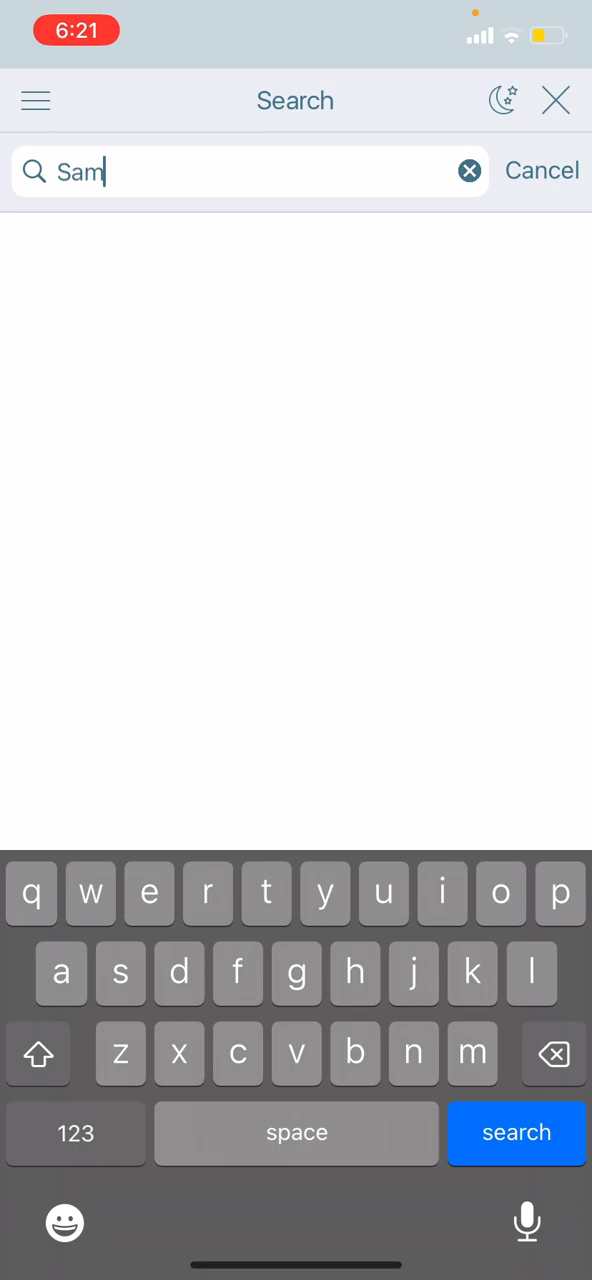 6:21
Search
Sam
Cancel
q w e r t y u i o p
a s d f g h j k l
z x c v b n m
123 space search